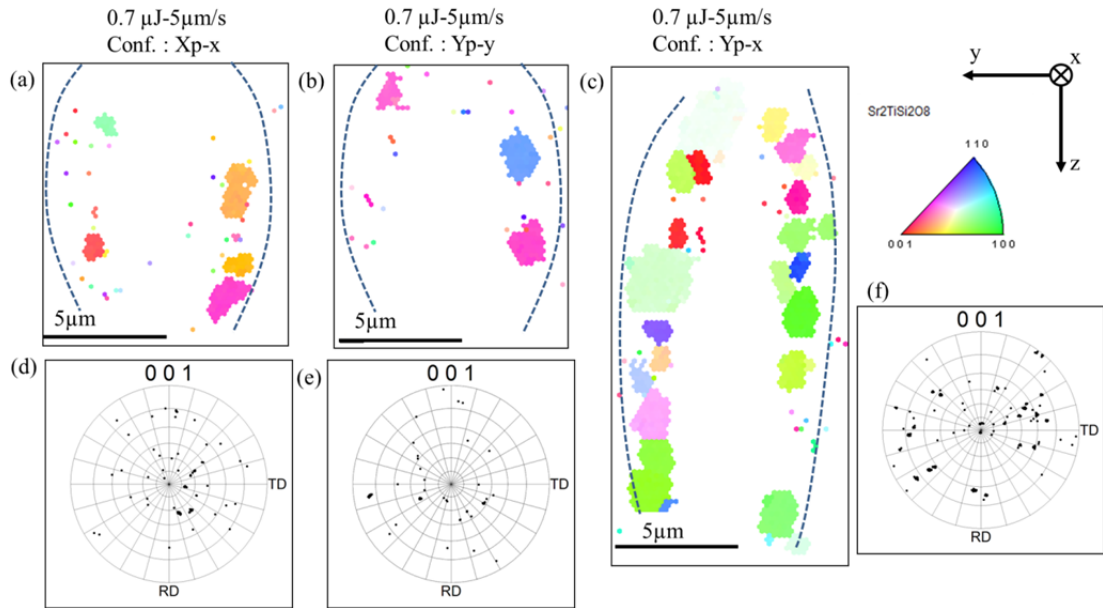 0.7 μJ-5μm/s
Conf. : Xp-x
0.7 μJ-5μm/s
Conf. : Yp-y
0.7 μJ-5μm/s
Conf. : Yp-x
(a)
(b)
(c)
y
x
z
Sr2TiSi2O8
1 1 0
0 0 1
1 0 0
5μm
5μm
5μm
(d)
0 0 1
TD
RD
(e)
0 0 1
TD
RD
(f)
0 0 1
TD
RD